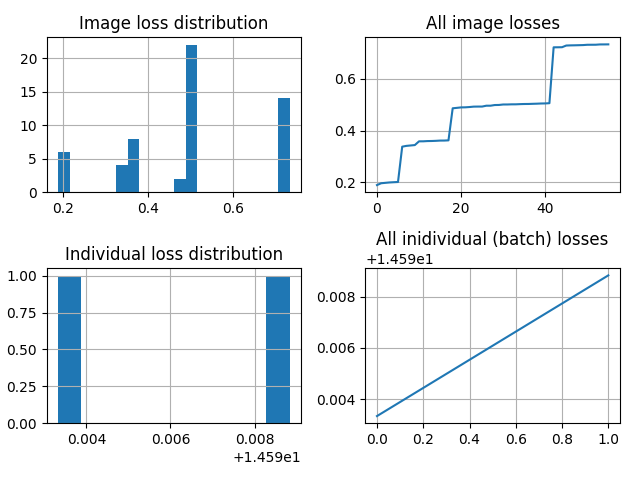 Image loss distribution
20
15
10
5
0
0.2 0.4 0.6
All image losses
0.6
0.4
0.2
0 20 40
Individual loss distribution
1.00
0.75
0.50
0.25
0.00
0.004 0.006 0.008
+1.459e1
All inidividual (batch) losses
+1.459e1
0.008
0.006
0.004
0.0 0.2 0.4 0.6 0.8 1.0